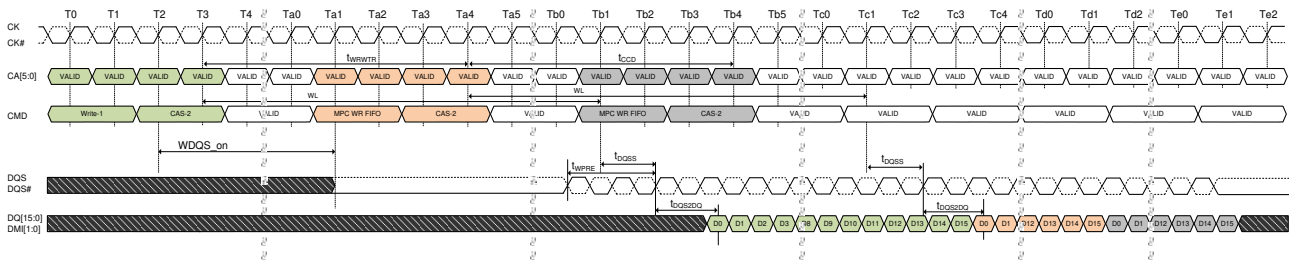 T0 T1 T2 T3 T4 Ta0 Ta1 Ta2 Ta3 Ta4 Ta5 Tb0 Tb1 Tb2 Tb3 Tb4 Tb5 Tc0 Tc1 Tc2 Tc3 Tc4 Td0 Td1 Td2 Te0 Te1 Te2
CK
CK#
tWRWTR tCCD
CA[5:0] VALID VALID VALID VALID VALID VALID VALID VALID VALID VALID VALID VALID VALID VALID VALID VALID VALID VALID VALID VALID VALID VALID VALID VALID VALID VALID VALID VALID
WL WL
CMD Write-1 CAS-2 VALID MPC WR FIFO CAS-2 VALID MPC WR FIFO CAS-2 VALID VALID VALID VALID VALID VALID
WDQS_on
tWPRE tDQSS tDQSS
DQS
DQS#
tDQS2DQ tDQS2DQ
DQ[15:0]
DMI[1:0]
D0 D1 D2 D3 D8 D9 D10 D11 D12 D13 D14 D15 D0 D1 D12 D13 D14 D15 D0 D1 D12 D13 D14 D15